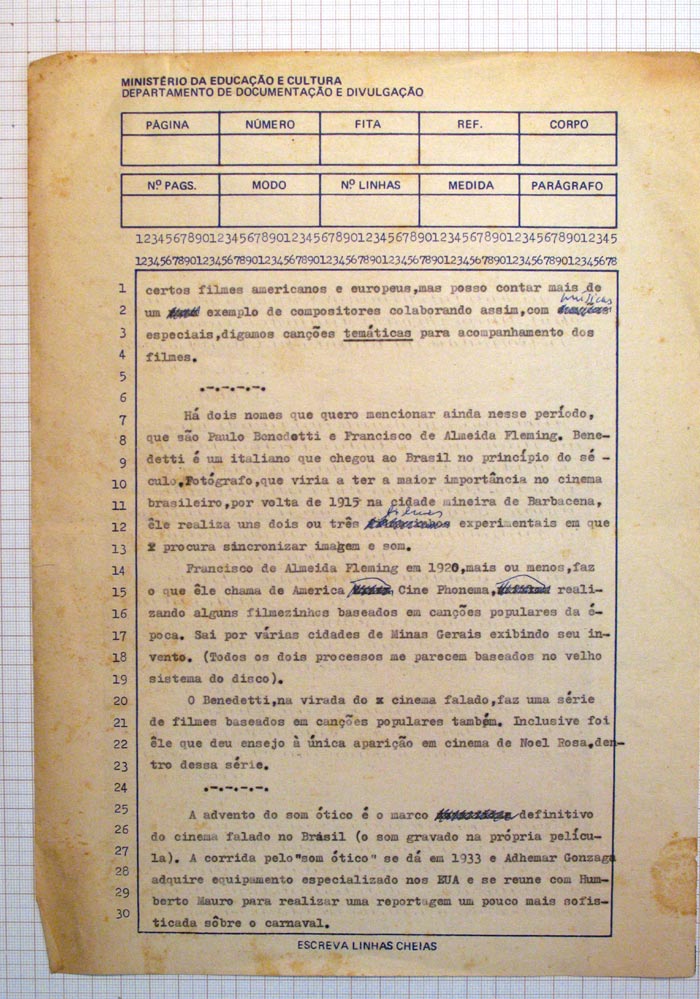 MINISTÉRIO DA EDUCAÇÃO E CULTURA
DEPARTAMENTO DE DOCUMENTAÇÃO E DIVULGAÇÃO
PÁGINA NÚMERO FITA REF. CORPO
Nº PAGS. MODO Nº LINHAS MEDIDA PARÁGRAFO
1234567890123456789012345678901234567890123456789012345678901234567890123456789012345
123456789012345678901234567890123456789012345678901234567890123456789012345678
1 certos filmes americanos e europeus,mas posso contar mais de
músicas
2 um exemplo de compositores colaborando assim,com
3 especiais,digamos canções temáticas para acompanhamento dos
4 filmes.
5
6 .-.-.-.-.
7 Há dois nomes que quero mencionar ainda nesse período,
8 que são Paulo Benedetti e Francisco de Almeida Fleming. Bene-
9 detti é um italiano que chegou ao Brasil no princípio do sé -
10 culo.Fotógrafo,que viria a ter a maior importância no cinema
11 brasileiro,por volta de 1915 na cidade mineira de Barbacena,
filmes
12 êle realiza uns dois ou três experimentais em que
13 procura sincronizar imagem e som.
14 Francisco de Almeida Fleming em 1920,mais ou menos,faz
15 o que êle chama de America Cine Phonema, reali-
16 zando alguns filmezinhos baseados em canções populares da é-
17 poca. Sai por várias cidades de Minas Gerais exibindo seu in-
18 vento. (Todos os dois processos me parecem baseados no velho
19 sistema do disco).
20 O Benedetti,na virada do x cinema falado,faz uma série
21 de filmes baseados em canções populares também. Inclusive foi
22 êle que deu ensejo à única aparição em cinema de Noel Rosa,den-
23 tro dessa série.
24 .-.-.-.-.
25 A advento do som ótico é o marco definitivo
26 do cinema falado no Brasil (o som gravado na própria pelícu-
27 la). A corrida pelo"som ótico" se dá em 1933 e Adhemar Gonzaga
28 adquire equipamento especializado nos EUA e se reune com Hum-
29 berto Mauro para realizar uma reportagem um pouco mais sofis-
30 ticada sôbre o carnaval.
ESCREVA LINHAS CHEIAS